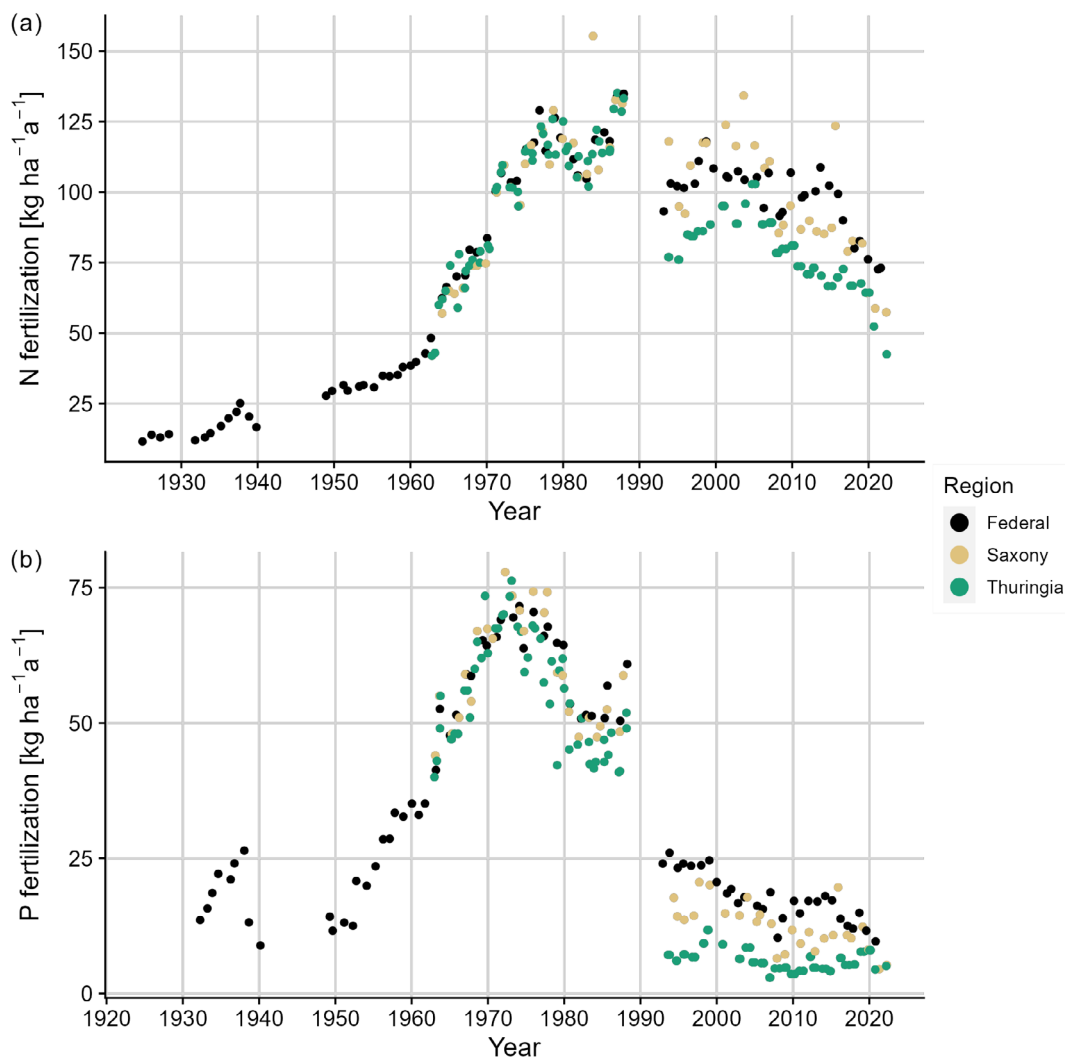 (a)
N fertilization [kg ha⁻¹a⁻¹]
150
125
100
75
50
25
1930 1940 1950 1960 1970 1980 1990 2000 2010 2020
Year
Region
Federal
Saxony
Thuringia
(b)
P fertilization [kg ha⁻¹a⁻¹]
75
50
25
0
1920 1930 1940 1950 1960 1970 1980 1990 2000 2010 2020
Year